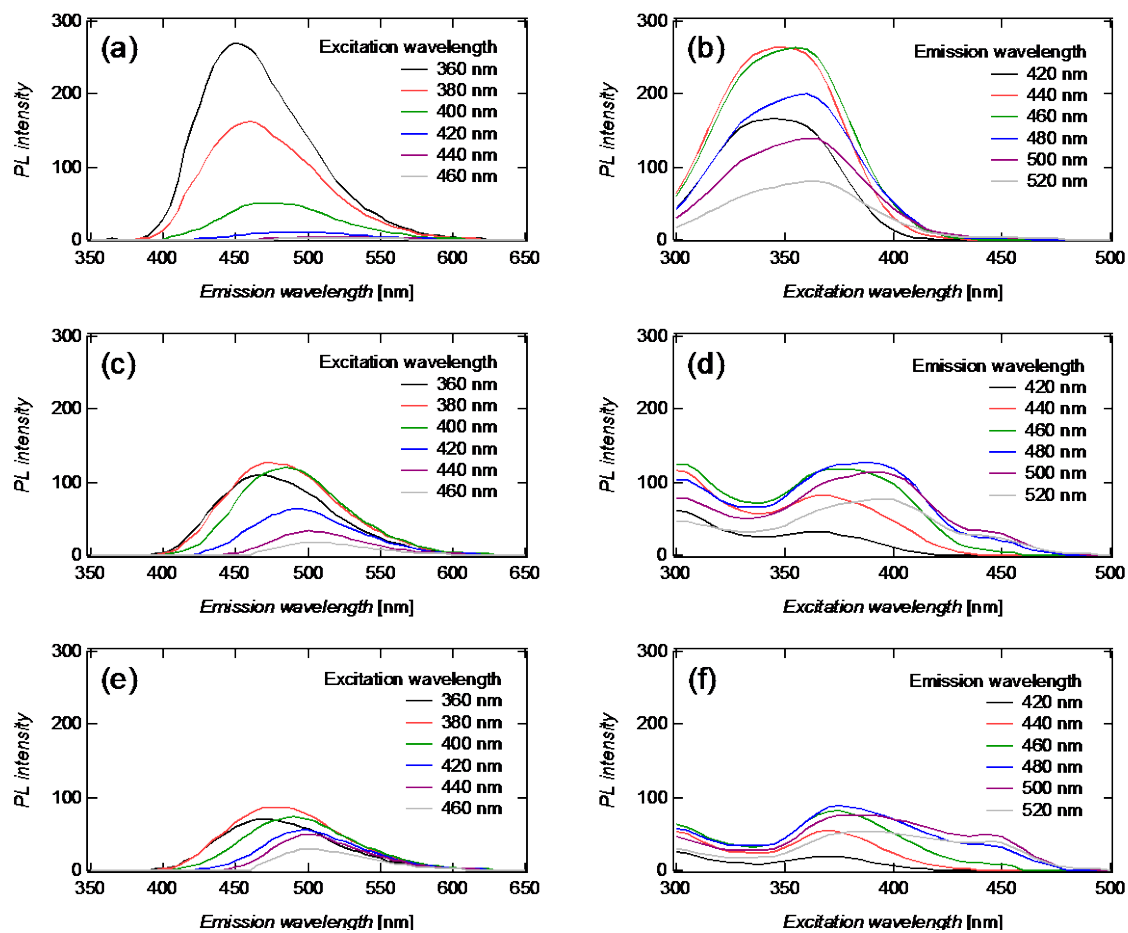 (a)
PL intensity
300
200
100
0
Excitation wavelength
360 nm
380 nm
400 nm
420 nm
440 nm
460 nm
350 400 450 500 550 600 650
Emission wavelength [nm]
(b)
PL intensity
300
200
100
0
Emission wavelength
420 nm
440 nm
460 nm
480 nm
500 nm
520 nm
300 350 400 450 500
Excitation wavelength [nm]
(c)
PL intensity
300
200
100
0
Excitation wavelength
360 nm
380 nm
400 nm
420 nm
440 nm
460 nm
350 400 450 500 550 600 650
Emission wavelength [nm]
(d)
PL intensity
300
200
100
0
Emission wavelength
420 nm
440 nm
460 nm
480 nm
500 nm
520 nm
300 350 400 450 500
Excitation wavelength [nm]
(e)
PL intensity
300
200
100
0
Excitation wavelength
360 nm
380 nm
400 nm
420 nm
440 nm
460 nm
350 400 450 500 550 600 650
Emission wavelength [nm]
(f)
PL intensity
300
200
100
0
Emission wavelength
420 nm
440 nm
460 nm
480 nm
500 nm
520 nm
300 350 400 450 500
Excitation wavelength [nm]